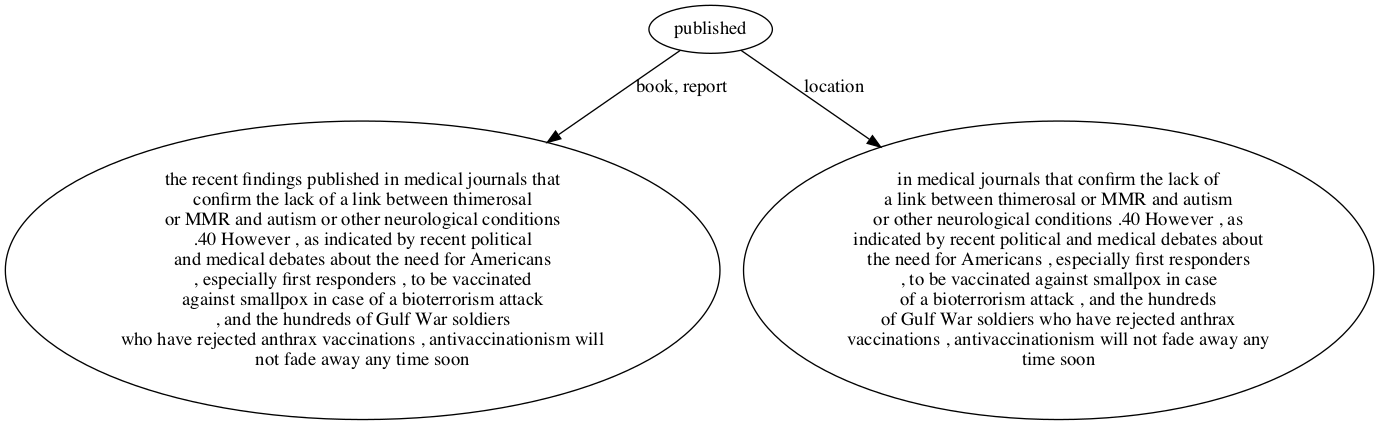 published
book, report
location
the recent findings published in medical journals that
confirm the lack of a link between thimerosal
or MMR and autism or other neurological conditions
.40 However , as indicated by recent political
and medical debates about the need for Americans
, especially first responders , to be vaccinated
against smallpox in case of a bioterrorism attack
, and the hundreds of Gulf War soldiers
who have rejected anthrax vaccinations , antivaccinationism will
not fade away any time soon
in medical journals that confirm the lack of
a link between thimerosal or MMR and autism
or other neurological conditions .40 However , as
indicated by recent political and medical debates about
the need for Americans , especially first responders
, to be vaccinated against smallpox in case
of a bioterrorism attack , and the hundreds
of Gulf War soldiers who have rejected anthrax
vaccinations , antivaccinationism will not fade away any
time soon